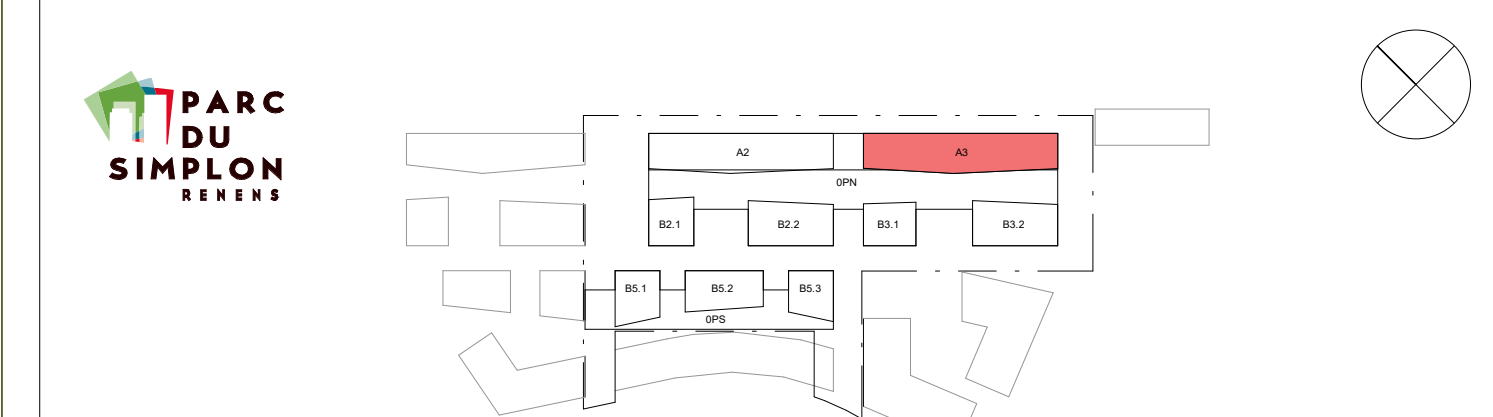 PARC
DU
SIMPLON
RENENS
A2
A3
0PN
B2.1
B2.2
B3.1
B3.2
B5.1
B5.2
B5.3
0PS